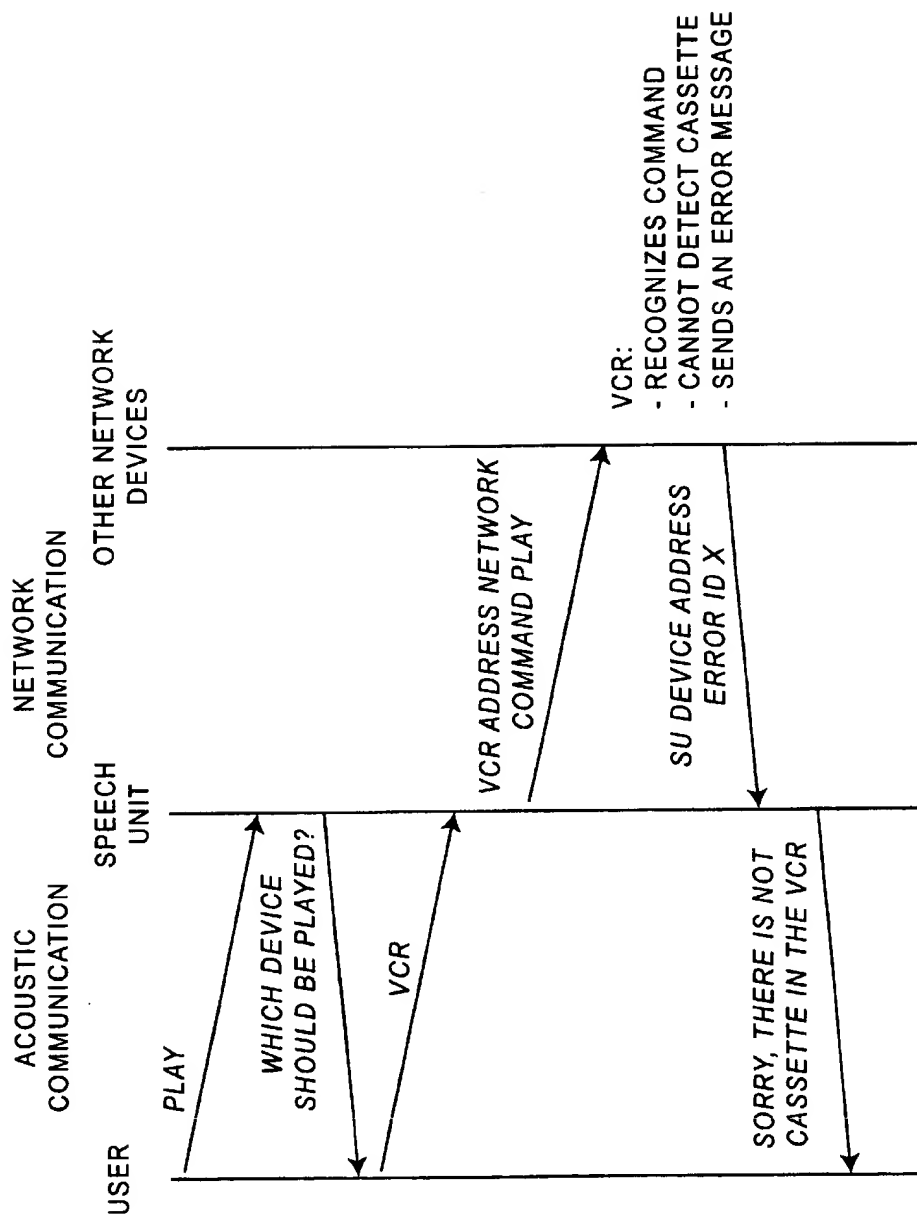 ACOUSTIC
COMMUNICATION
NETWORK
COMMUNICATION
USER
SPEECH
UNIT
OTHER NETWORK
DEVICES
PLAY
WHICH DEVICE
SHOULD BE PLAYED?
VCR
VCR ADDRESS NETWORK
COMMAND PLAY
VCR:
- RECOGNIZES COMMAND
- CANNOT DETECT CASSETTE
- SENDS AN ERROR MESSAGE
SU DEVICE ADDRESS
ERROR ID X
SORRY, THERE IS NOT
CASSETTE IN THE VCR